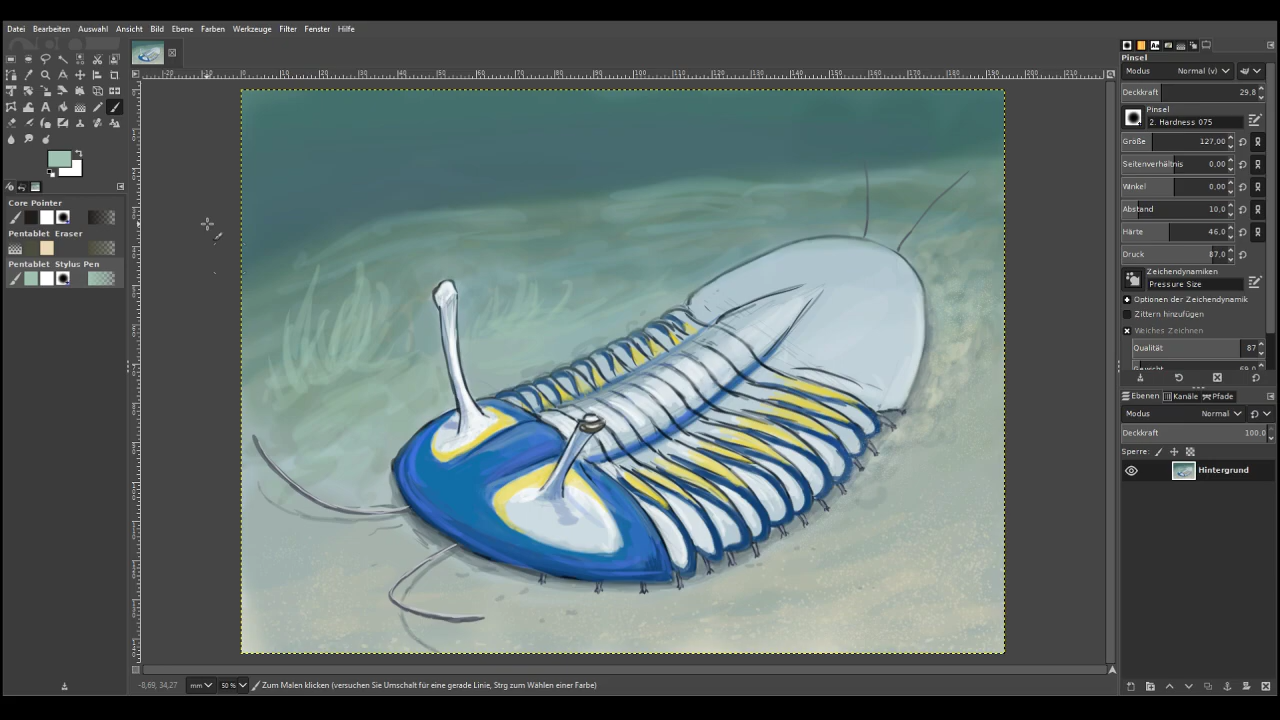 Datei Bearbeiten Auswahl Ansicht Bild Ebene Farben Werkzeuge Filter Fenster Hilfe
Pinsel
Modus Normal (v)
Deckkraft 29,8
Pinsel
2. Hardness 075
Größe 127,00
Seitenverhältnis 0,00
Winkel 0,00
Abstand 10,0
Härte 46,0
Druck 87,0
Zeichendynamiken
Pressure Size
Optionen der Zeichendynamik
Zittern hinzufügen
Weiches Zeichnen
Qualität 87
Core Pointer
Pentablet Eraser
Pentablet Stylus Pen
Ebenen Kanäle Pfade
Modus Normal
Deckkraft 100,0
Sperre:
Hintergrund
-8,69, 34,27 mm 50 % Zum Malen klicken (versuchen Sie Umschalt für eine gerade Linie, Strg zum Wählen einer Farbe)